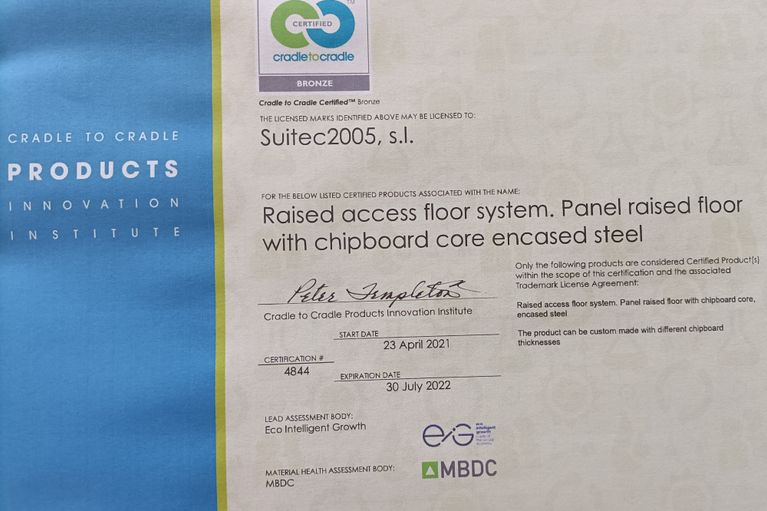 CERTIFIED
TM
cradletocradle
BRONZE
Cradle to Cradle Certified™ Bronze
THE LICENSED MARKS IDENTIFIED ABOVE MAY BE LICENSED TO:
Suitec2005, s.l.
CRADLE TO CRADLE
PRODUCTS
INNOVATION
INSTITUTE
FOR THE BELOW LISTED CERTIFIED PRODUCTS ASSOCIATED WITH THE NAME:
Raised access floor system. Panel raised floor
with chipboard core encased steel
Peter Templeton
Cradle to Cradle Products Innovation Institute
START DATE
23 April 2021
CERTIFICATION #
4844
EXPIRATION DATE
30 July 2022
Only the following products are considered Certified Product(s)
within the scope of this certification and the associated
Trademark License Agreement:
Raised access floor system. Panel raised floor with chipboard core,
encased steel
The product can be custom made with different chipboard
thicknesses
LEAD ASSESSMENT BODY:
Eco Intelligent Growth
eco
intelligent
growth
MATERIAL HEALTH ASSESSMENT BODY:
MBDC
MBDC